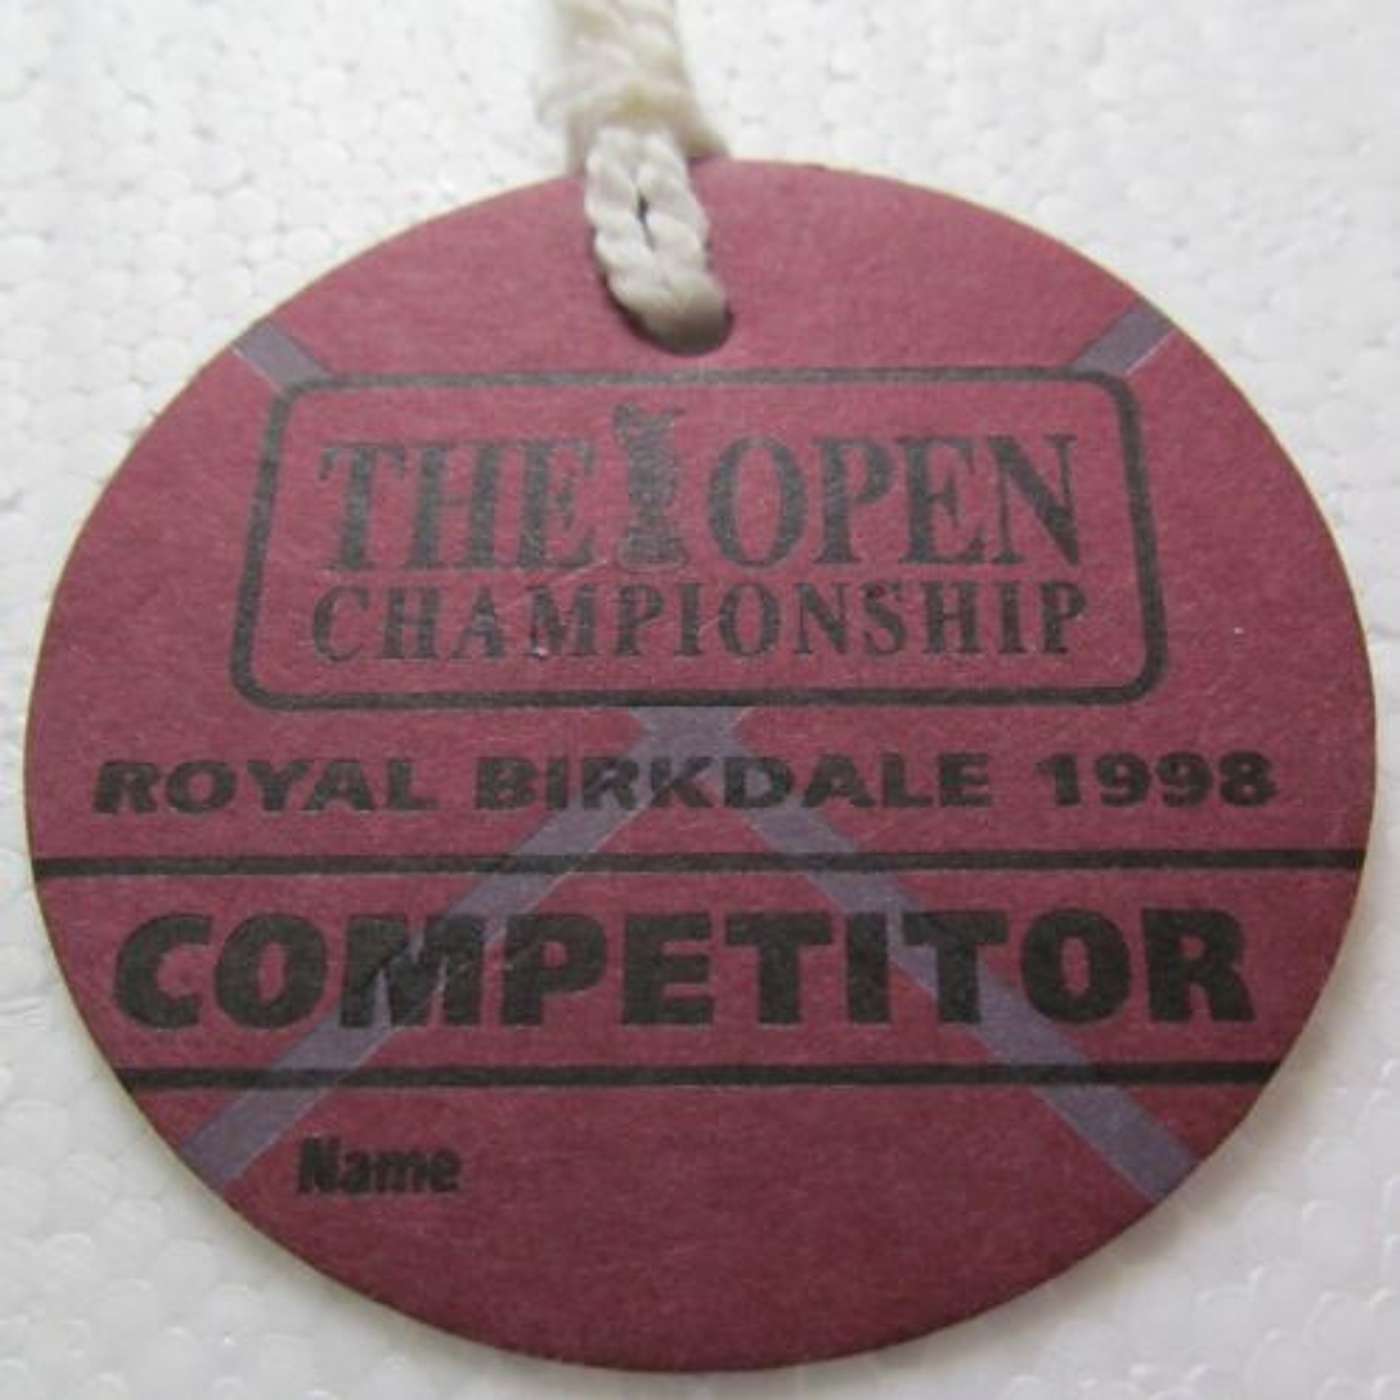 THE OPEN
CHAMPIONSHIP
ROYAL BIRKDALE 1998
COMPETITOR
Name